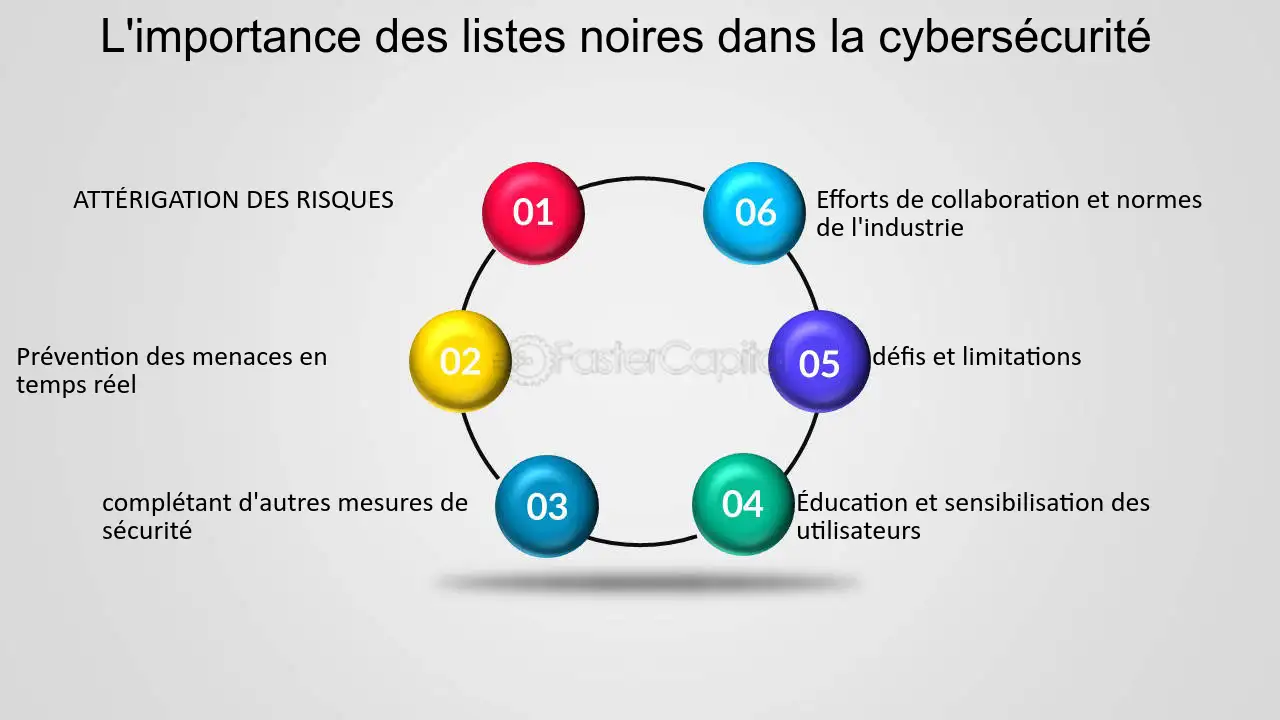 L'importance des listes noires dans la cybersécurité
01
ATTÉRIGATION DES RISQUES
02
Prévention des menaces en
temps réel
03
complétant d'autres mesures de
sécurité
04
Éducation et sensibilisation des
utilisateurs
05
défis et limitations
06
Efforts de collaboration et normes
de l'industrie
FasterCapital